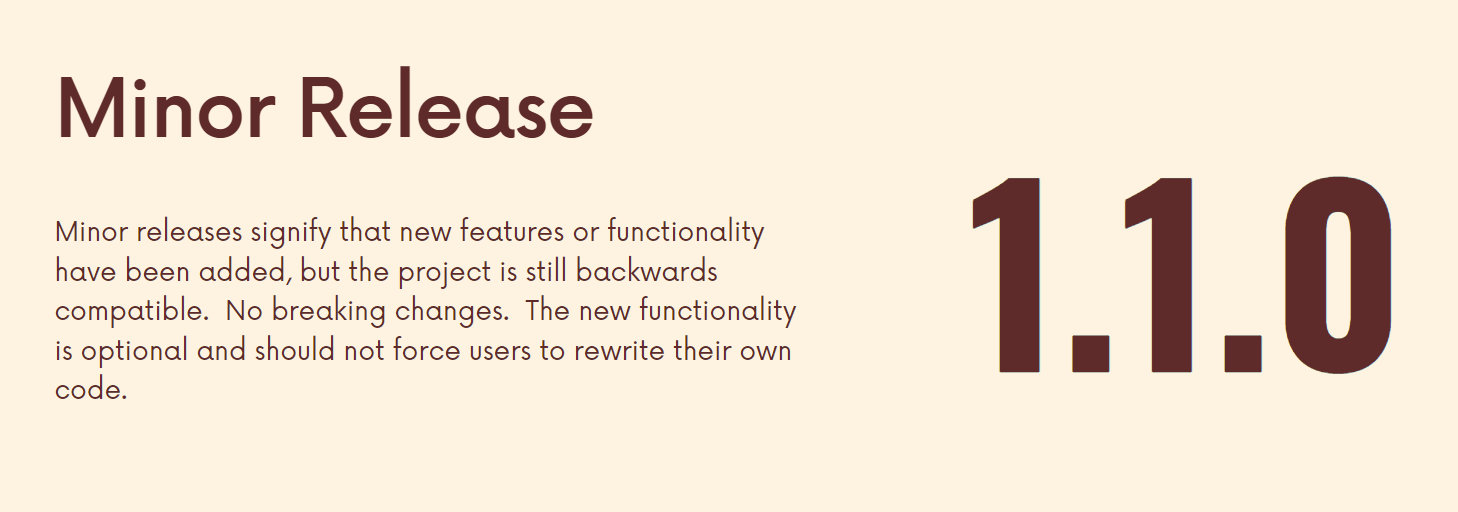 Minor Release
Minor releases signify that new features or functionality
have been added, but the project is still backwards
compatible.  No breaking changes.  The new functionality
is optional and should not force users to rewrite their own
code.
1.1.0